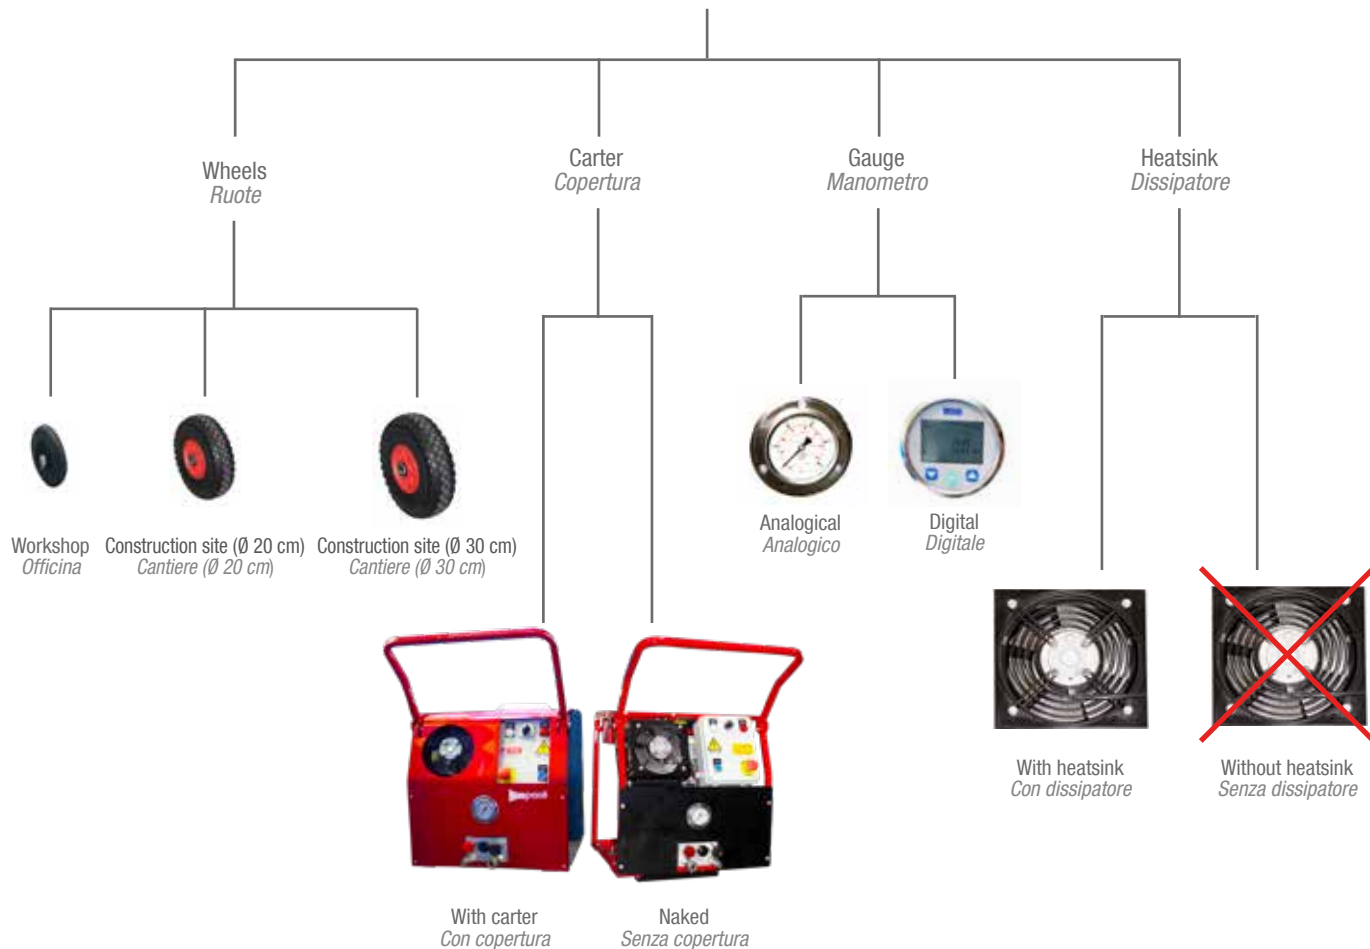 Wheels
Ruote
Carter
Copertura
Gauge
Manometro
Heatsink
Dissipatore
Workshop
Officina
Construction site (Ø 20 cm)
Cantiere (Ø 20 cm)
Construction site (Ø 30 cm)
Cantiere (Ø 30 cm)
Analogical
Analogico
Digital
Digitale
With carter
Con copertura
Naked
Senza copertura
With heatsink
Con dissipatore
Without heatsink
Senza dissipatore